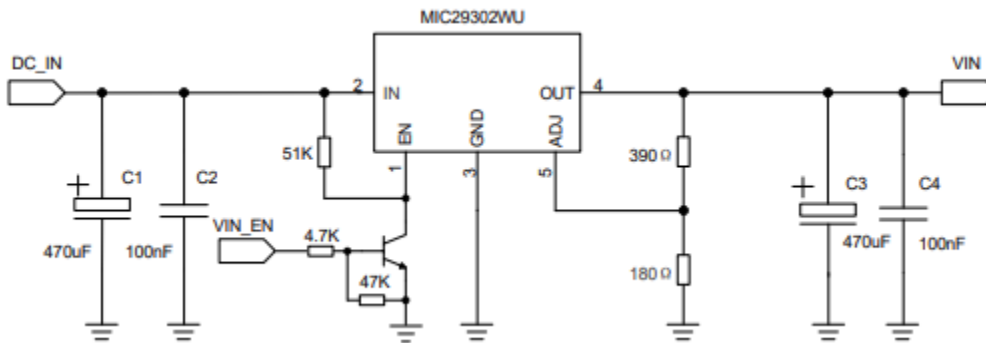 MIC29302WU
DC_IN
VIN
2
IN
OUT
4
EN
GND
ADJ
51K
390Ω
1
3
5
C1
C2
C3
C4
VIN_EN
4.7K
470uF
100nF
470uF
100nF
47K
180Ω